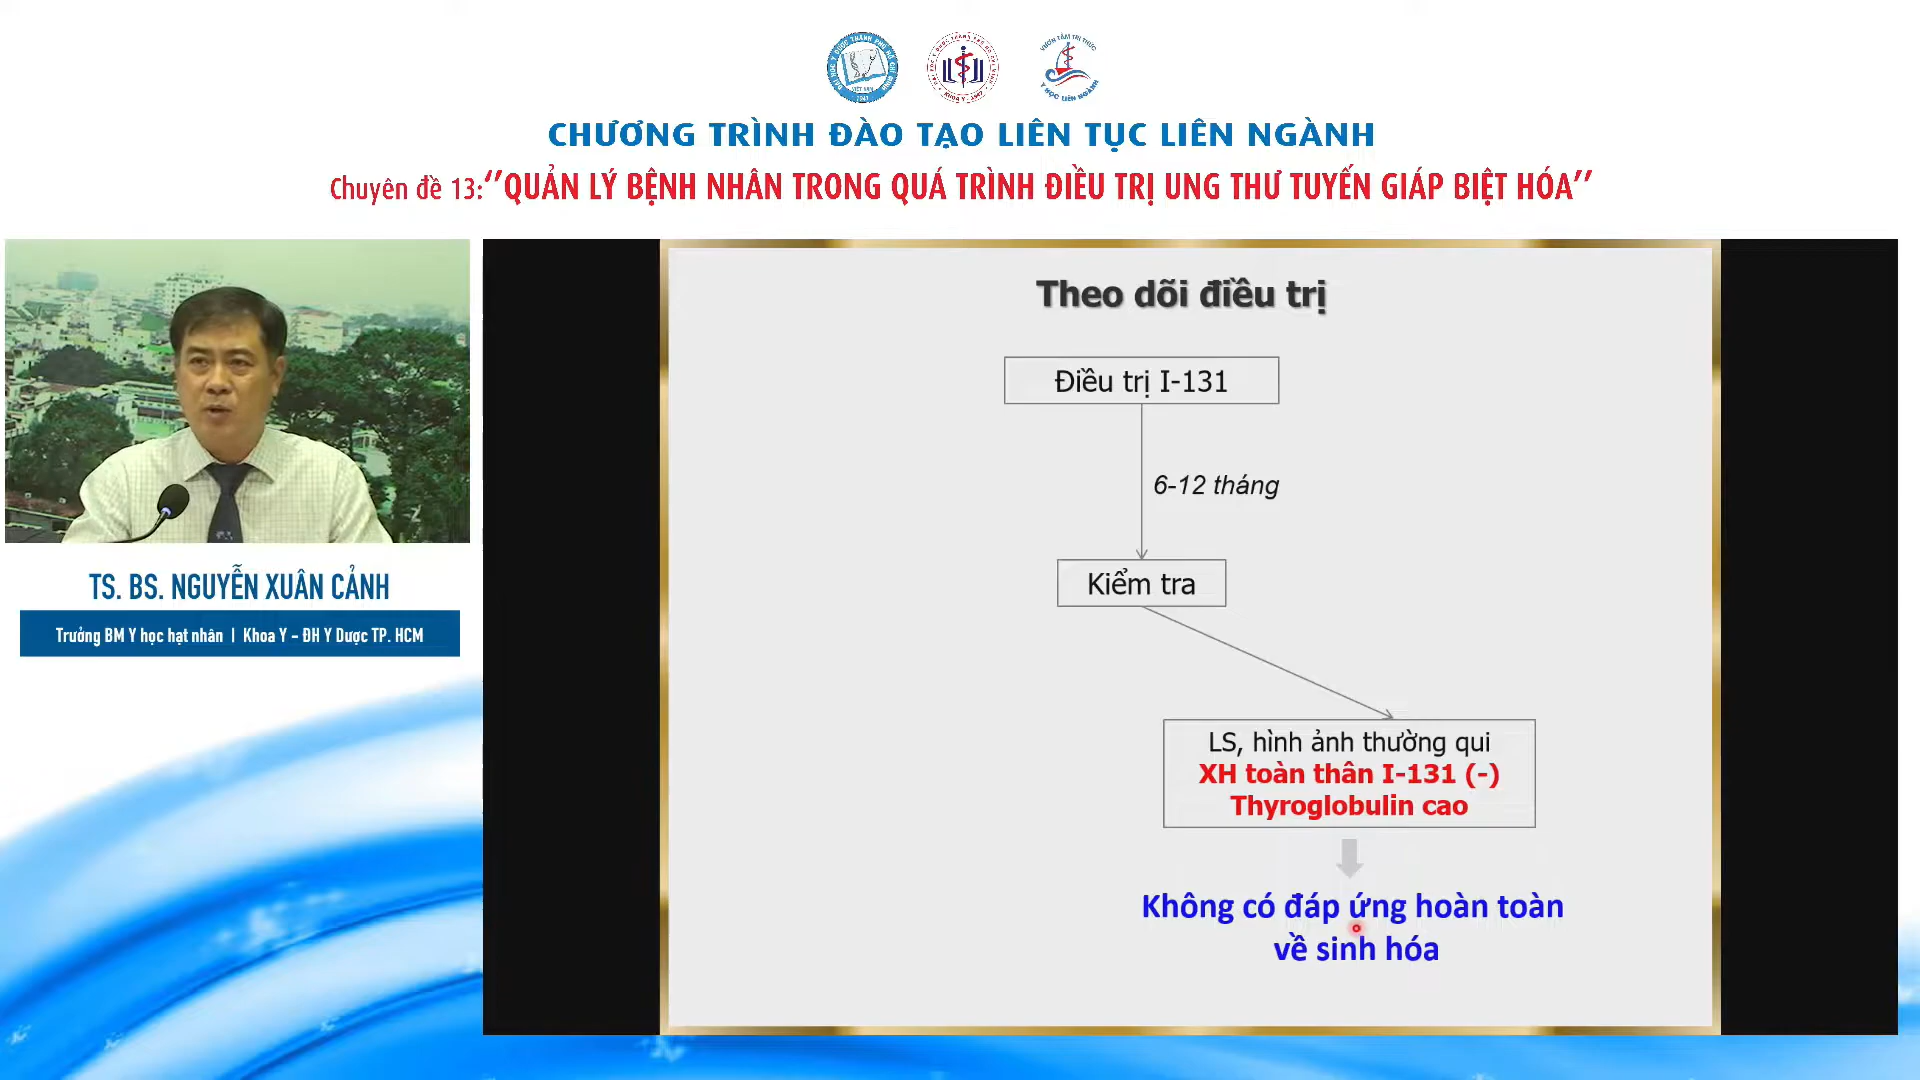 CHƯƠNG TRÌNH ĐÀO TẠO LIÊN TỤC LIÊN NGÀNH
Chuyên đề 13:‘’QUẢN LÝ BỆNH NHÂN TRONG QUÁ TRÌNH ĐIỀU TRỊ UNG THƯ TUYẾN GIÁP BIỆT HÓA’’
TS. BS. NGUYỄN XUÂN CẢNH
Trưởng BM Y học hạt nhân | Khoa Y – ĐH Y Dược TP. HCM
Theo dõi điều trị
Điều trị I-131
6-12 tháng
Kiểm tra
LS, hình ảnh thường qui
XH toàn thân I-131 (-)
Thyroglobulin cao
Không có đáp ứng hoàn toàn
về sinh hóa